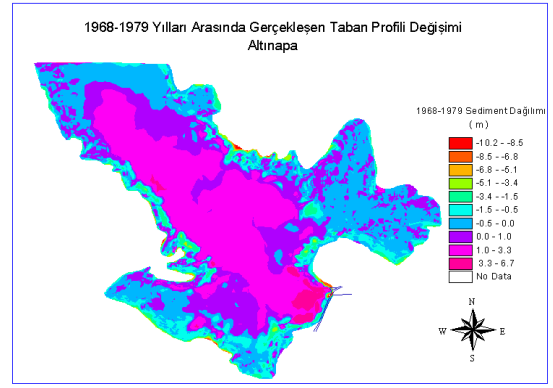 1968-1979 Yılları Arasında Gerçekleşen Taban Profili Değişimi
Altınapa
1968-1979 Sediment Dağılımı
( m )
-10.2 - -8.5
-8.5 - -6.8
-6.8 - -5.1
-5.1 - -3.4
-3.4 - -1.5
-1.5 - -0.5
-0.5 - 0.0
0.0 - 1.0
1.0 - 3.3
3.3 - 6.7
No Data
N
W E
S